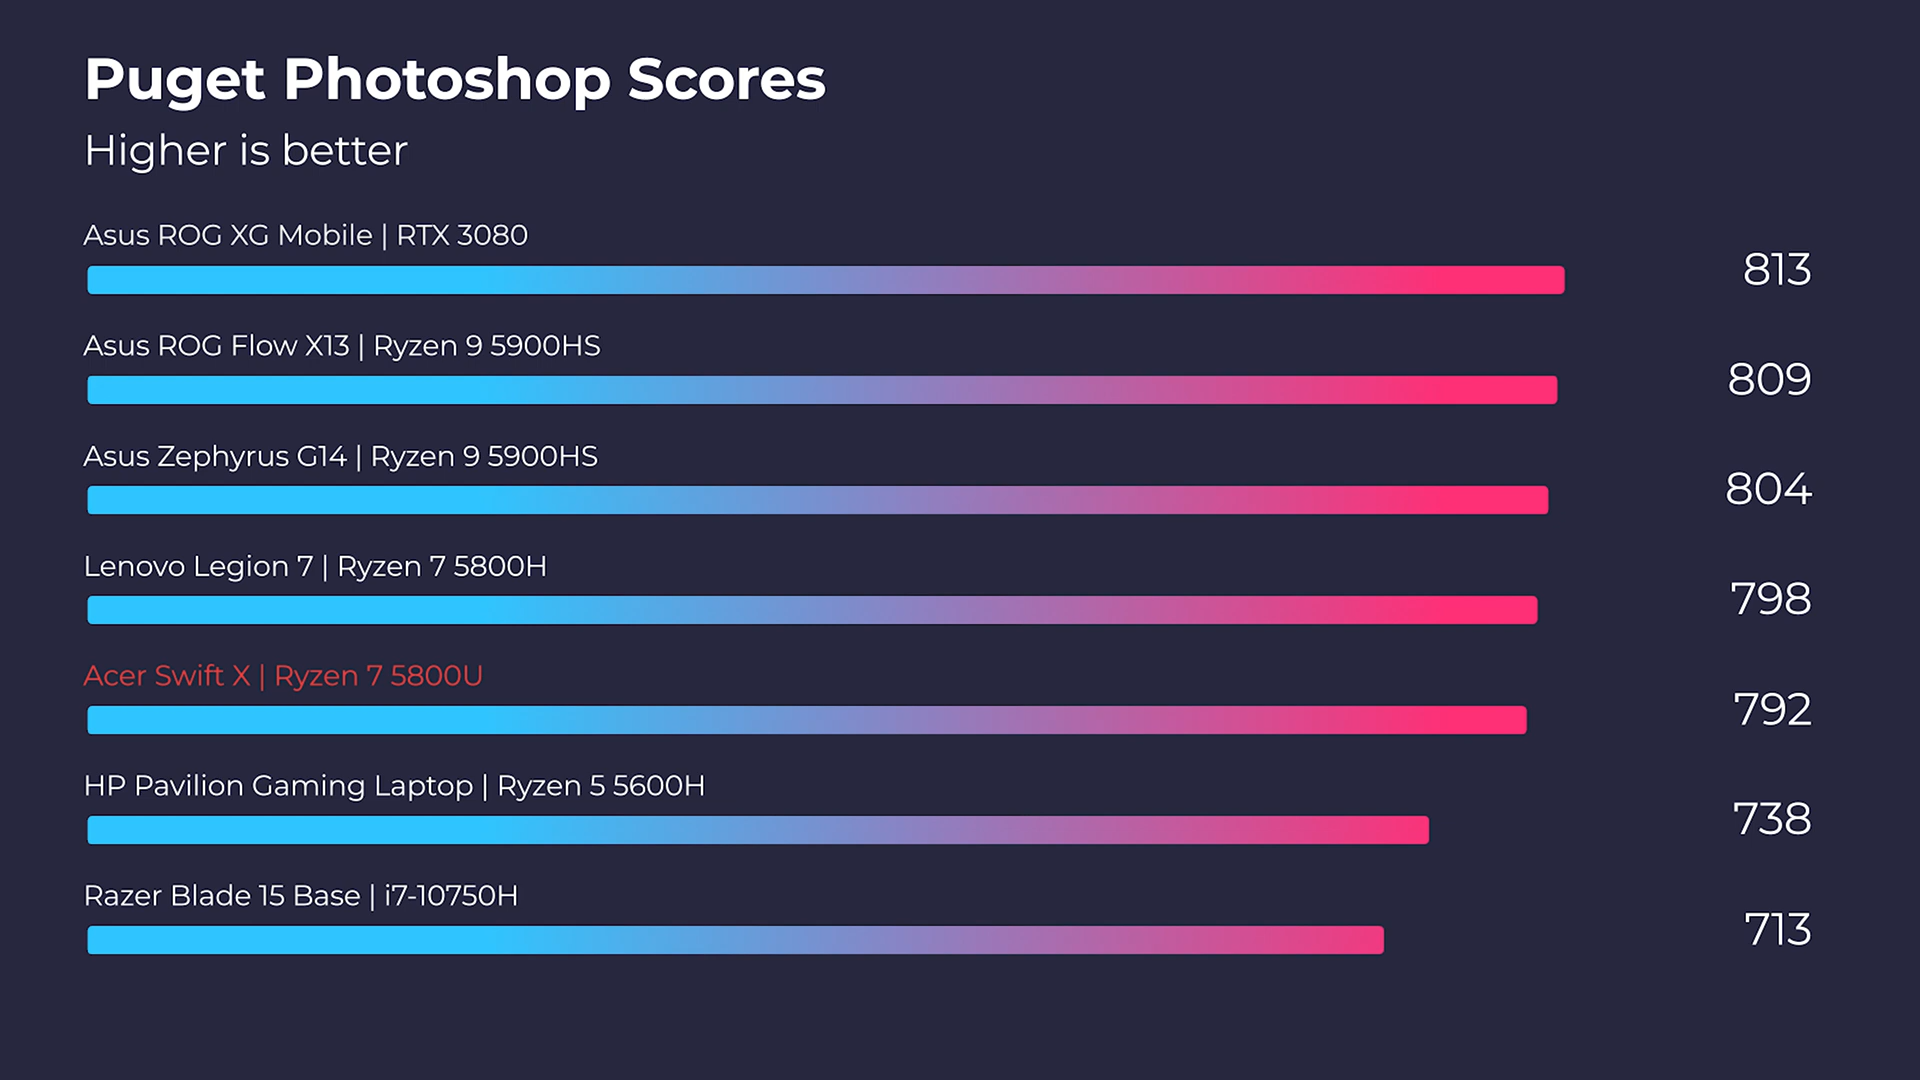 Puget Photoshop Scores
Higher is better
Asus ROG XG Mobile | RTX 3080
813
Asus ROG Flow X13 | Ryzen 9 5900HS
809
Asus Zephyrus G14 | Ryzen 9 5900HS
804
Lenovo Legion 7 | Ryzen 7 5800H
798
Acer Swift X | Ryzen 7 5800U
792
HP Pavilion Gaming Laptop | Ryzen 5 5600H
738
Razer Blade 15 Base | i7-10750H
713